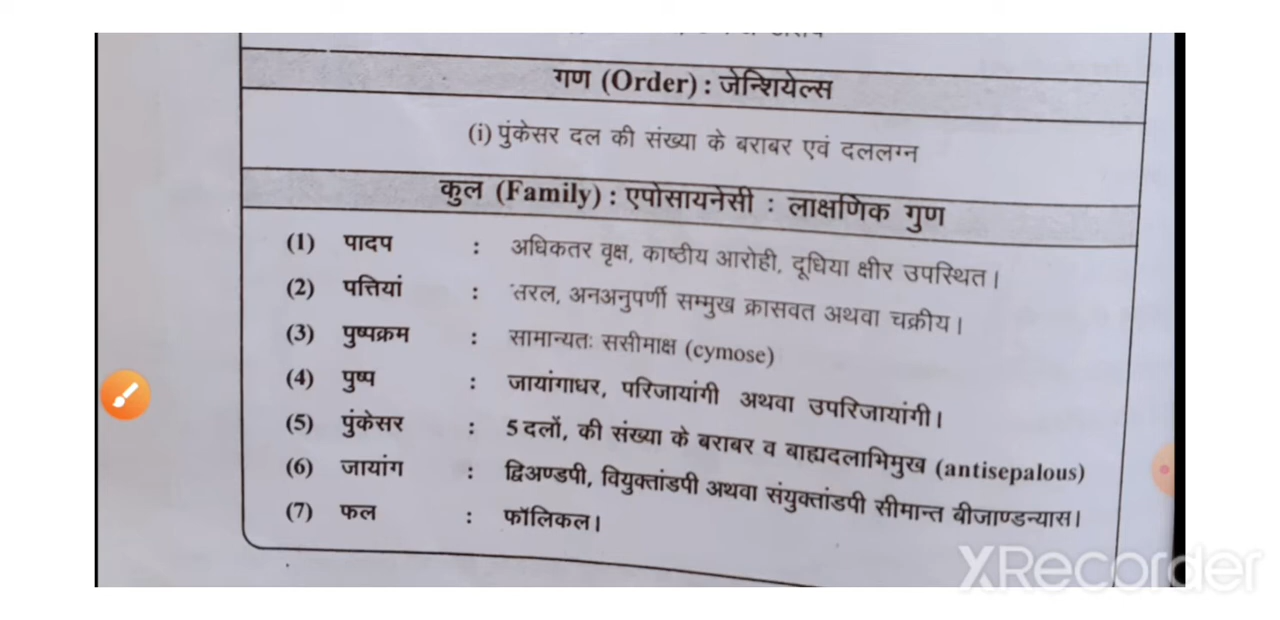 गण (Order) : जेन्शियेल्स
(i) पुंकेसर दल की संख्या के बराबर एवं दललग्न
कुल (Family) : एपोसायनेसी : लाक्षणिक गुण
(1) पादप : अधिकतर वृक्ष, काष्ठीय आरोही, दूधिया क्षीर उपस्थित।
(2) पत्तियां : सरल, अनअनुपर्णी सम्मुख क्रासवत अथवा चक्रीय।
(3) पुष्पक्रम : सामान्यतः ससीमाक्ष (cymose)
(4) पुष्प : जायांगाधर, परिजायांगी अथवा उपरिजायांगी।
(5) पुंकेसर : 5 दलों, की संख्या के बराबर व बाह्यदलाभिमुख (antisepalous)
(6) जायांग : द्विअण्डपी, वियुक्तांडपी अथवा संयुक्तांडपी सीमान्त बीजाण्डन्यास।
(7) फल : फॉलिकल।
XRecorder